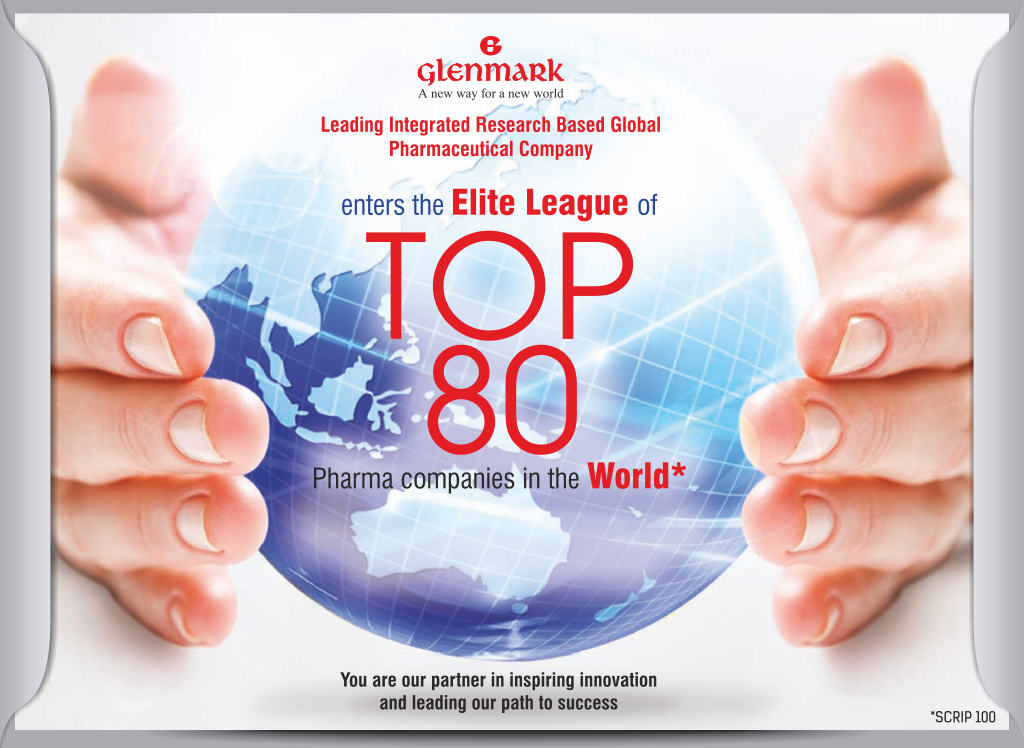 GLENMARK
A new way for a new world
Leading Integrated Research Based Global
Pharmaceutical Company
enters the Elite League of
TOP
80
Pharma companies in the World*
You are our partner in inspiring innovation
and leading our path to success
*SCRIP 100